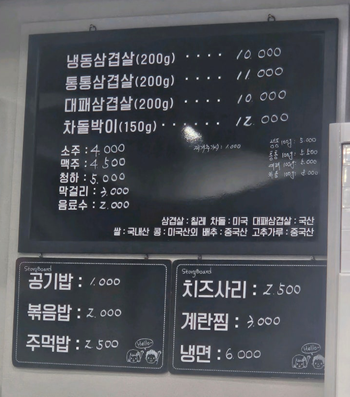 냉동삼겹살(200g) ···· 10.000
통통삼겹살(200g) ···· 11.000
대패삼겹살(200g) ···· 10.000
차돌박이(150g) ···· 12.000
소주: 4.000
맥주: 4.500
청하: 5.000
막걸리: 3.000
음료수: 2.000
삼겹살: 칠레 차돌: 미국 대패삼겹살: 국산
쌀: 국내산 콩: 미국산외 배추: 중국산 고추가루: 중국산
StoryBoard
공기밥: 1.000
볶음밥: 2.000
주먹밥: 2.500
Hello~
StoryBoard
치즈사리: 2.500
계란찜: 3.000
냉면: 6.000
Hello~